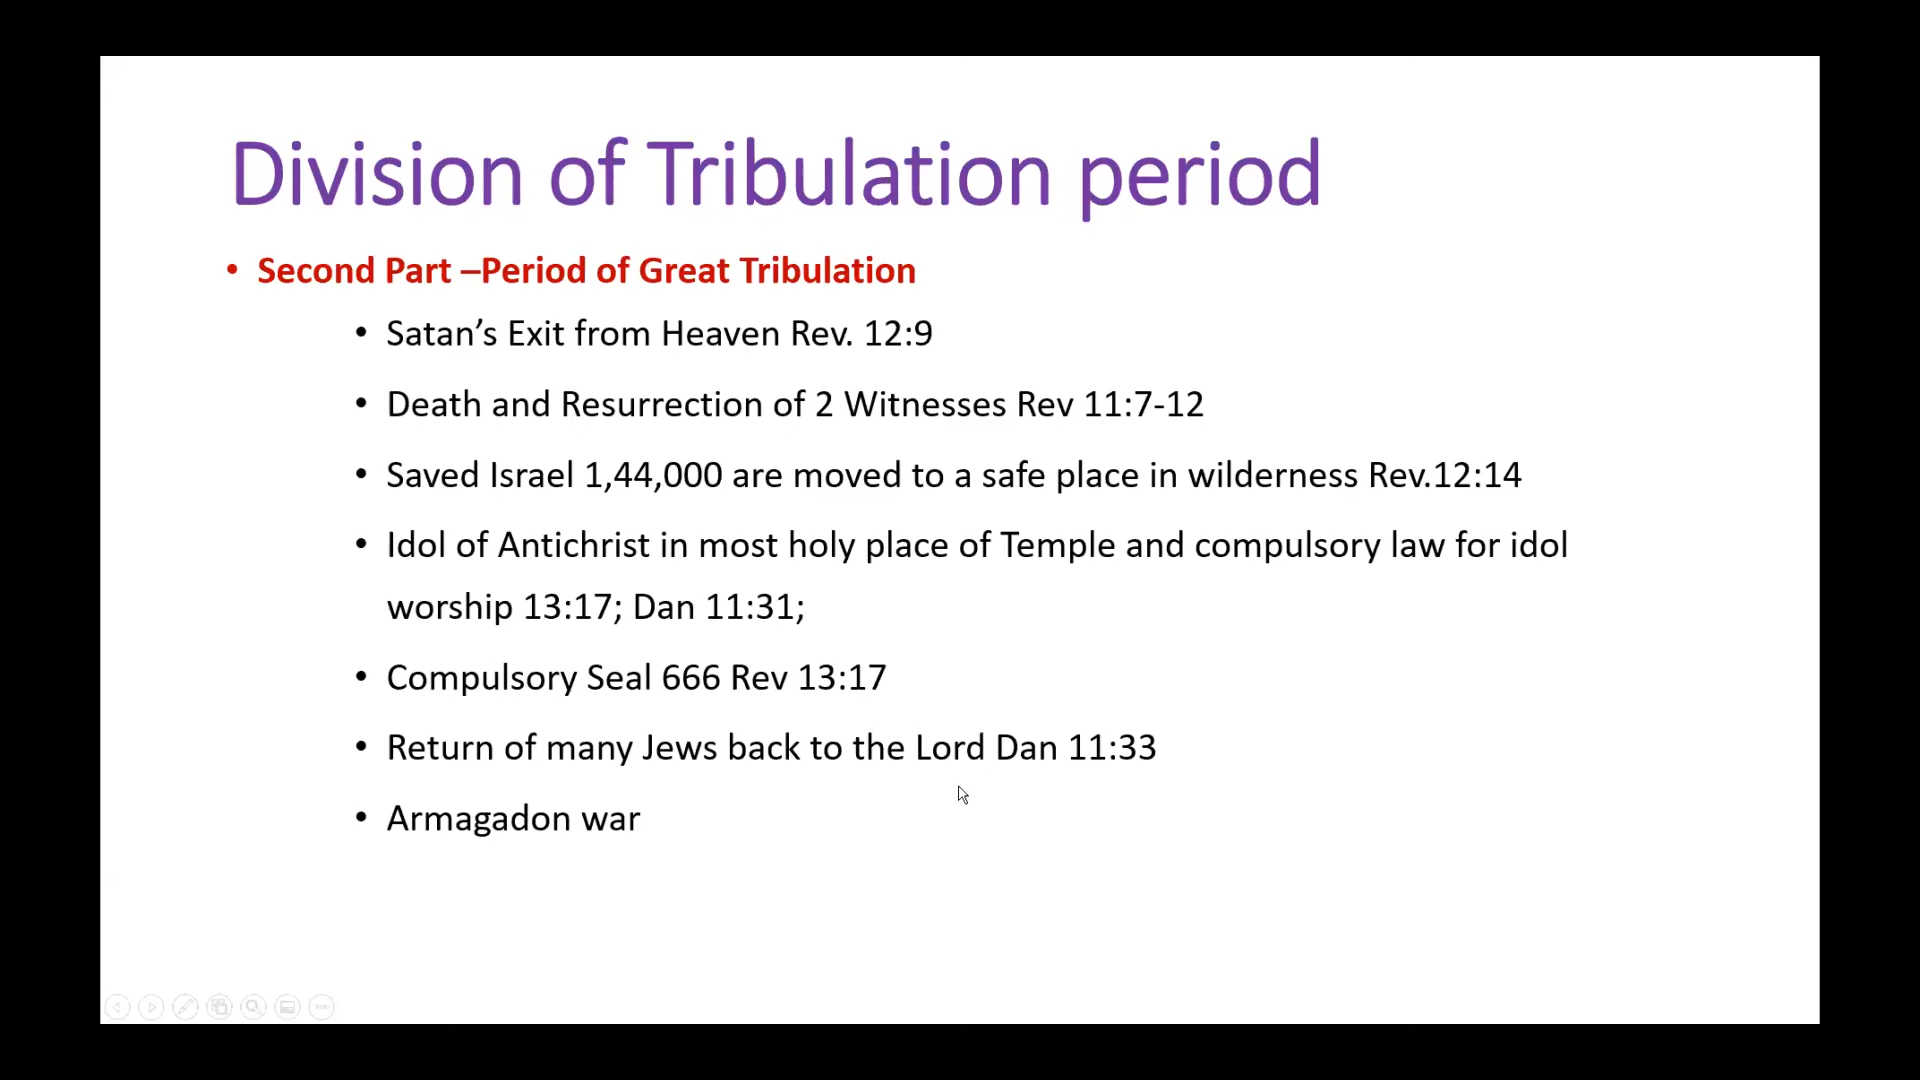 Division of Tribulation period
• Second Part –Period of Great Tribulation
• Satan’s Exit from Heaven Rev. 12:9
• Death and Resurrection of 2 Witnesses Rev 11:7-12
• Saved Israel 1,44,000 are moved to a safe place in wilderness Rev.12:14
• Idol of Antichrist in most holy place of Temple and compulsory law for idol
worship 13:17; Dan 11:31;
• Compulsory Seal 666 Rev 13:17
• Return of many Jews back to the Lord Dan 11:33
• Armagadon war